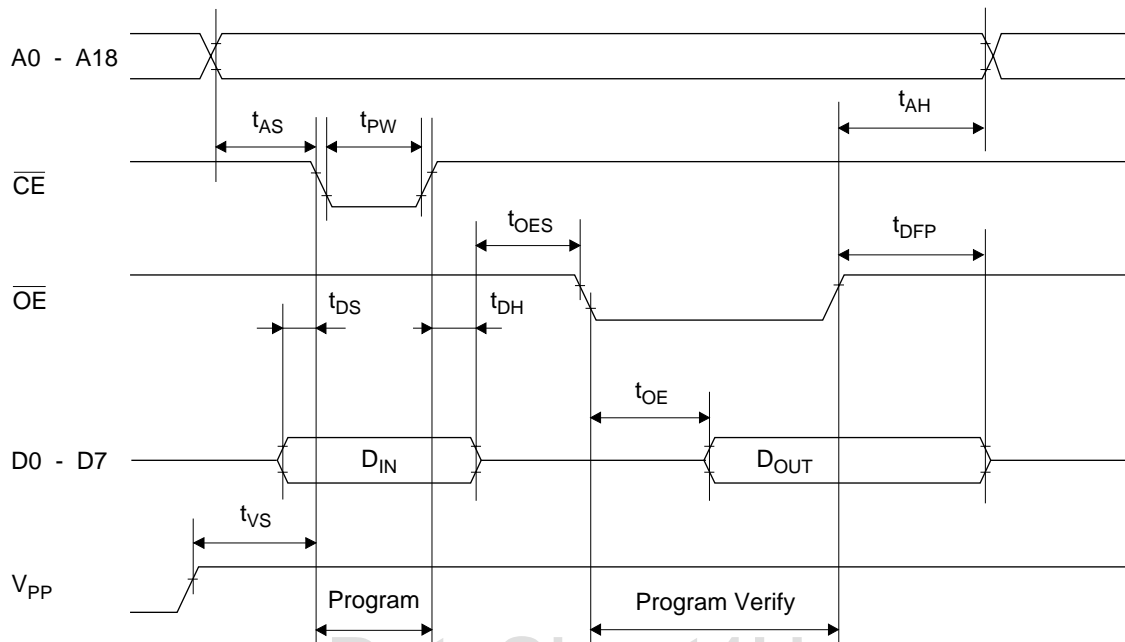 A0 - A18
tAH
tAS
tPW
CE
tOES
tDFP
OE
tDS
tDH
tOE
D0 - D7
DIN
DOUT
tVS
VPP
Program
Program Verify